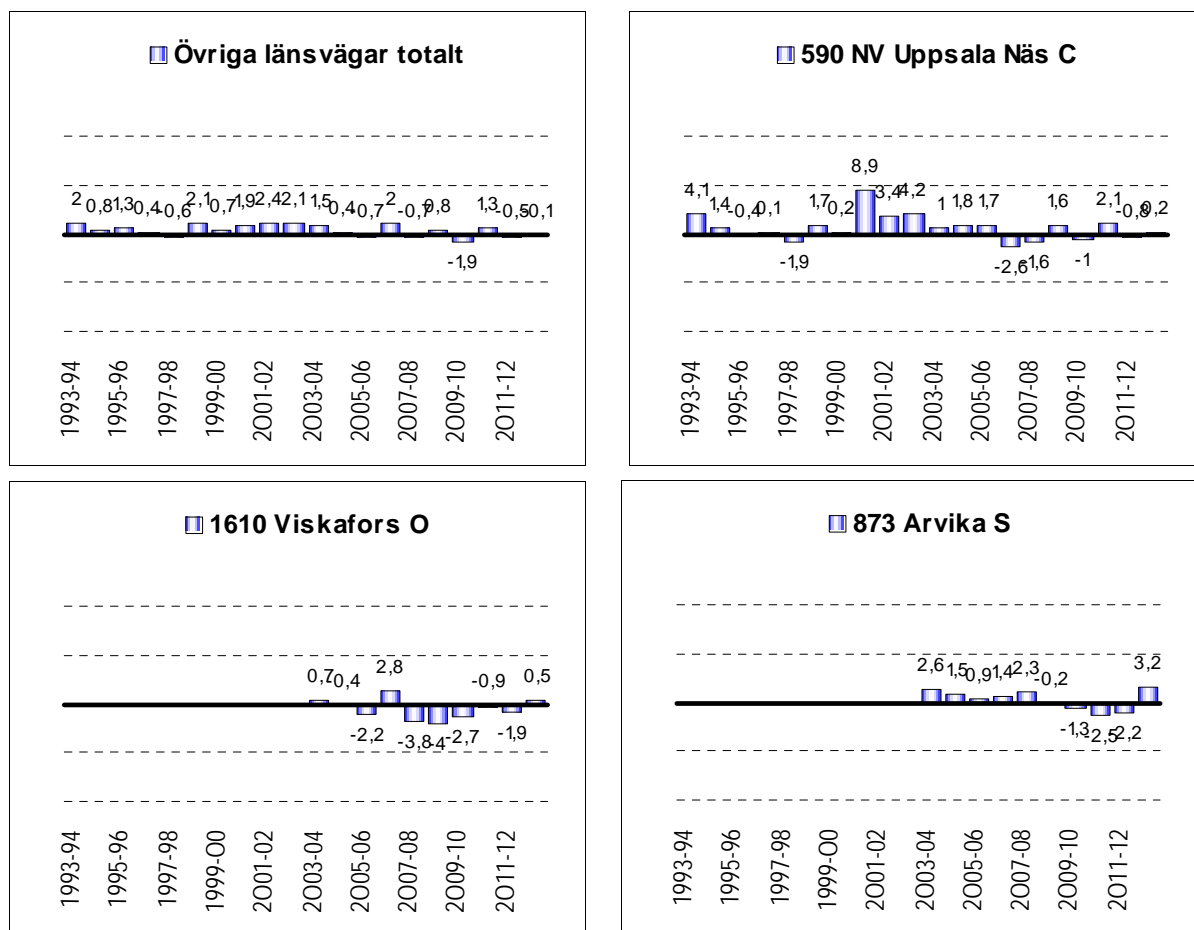 Övriga länsvägar totalt
2 0,8 1,3 0,4 -0,6 2,1 0,7 1,9 2,4 2,1 1,5 0,4 -0,7 2 -0,7 0,8 1,3 -0,5 -0,1
-1,9
1993-94 1995-96 1997-98 1999-00 2001-02 2003-04 2005-06 2007-08 2009-10 2011-12
590 NV Uppsala Näs C
8,9
4,1 1,4 -0,4 0,1 1,7 0,2 3,4 4,2 1 1,8 1,7 1,6 2,1 -0,8 0,2
-1,9 -2,6 -1,6 -1
1993-94 1995-96 1997-98 1999-00 2001-02 2003-04 2005-06 2007-08 2009-10 2011-12
1610 Viskafors O
0,7 0,4 2,8 -0,9 0,5
-2,2 -3,8 -4 -2,7 -1,9
1993-94 1995-96 1997-98 1999-00 2001-02 2003-04 2005-06 2007-08 2009-10 2011-12
873 Arvika S
2,6 1,5 0,9 1,4 2,3 -0,2 3,2
-1,3 -2,5 -2,2
1993-94 1995-96 1997-98 1999-00 2001-02 2003-04 2005-06 2007-08 2009-10 2011-12